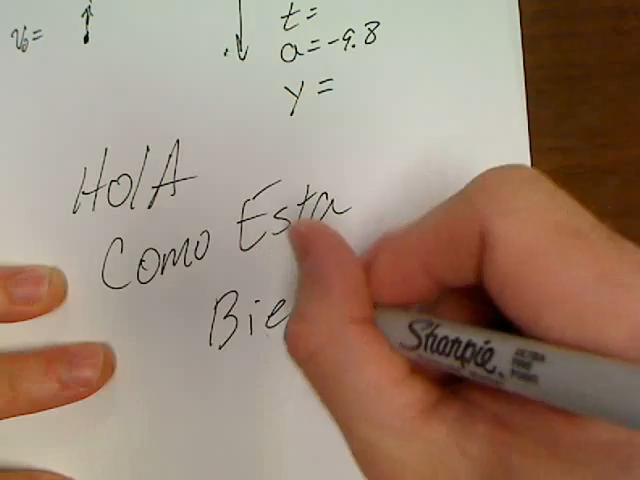 v₀=
t=
a=-9.8
y=
HolA
Como Esta
Bie
Sharpie.